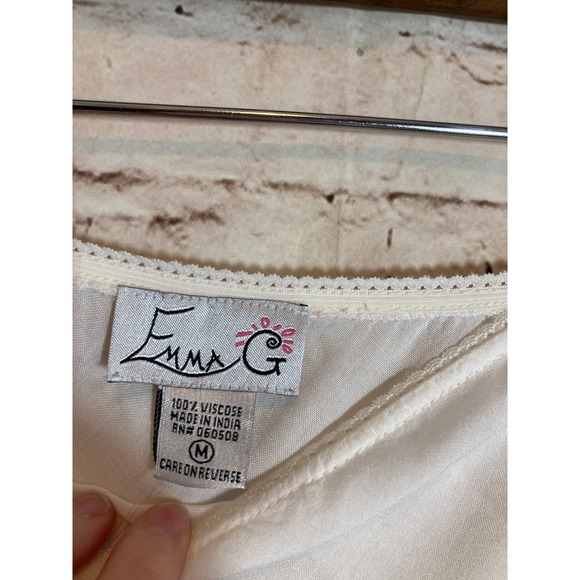 EMMA G
100% VISCOSE
MADE IN INDIA
RN# 060508
M
CARE ON REVERSE